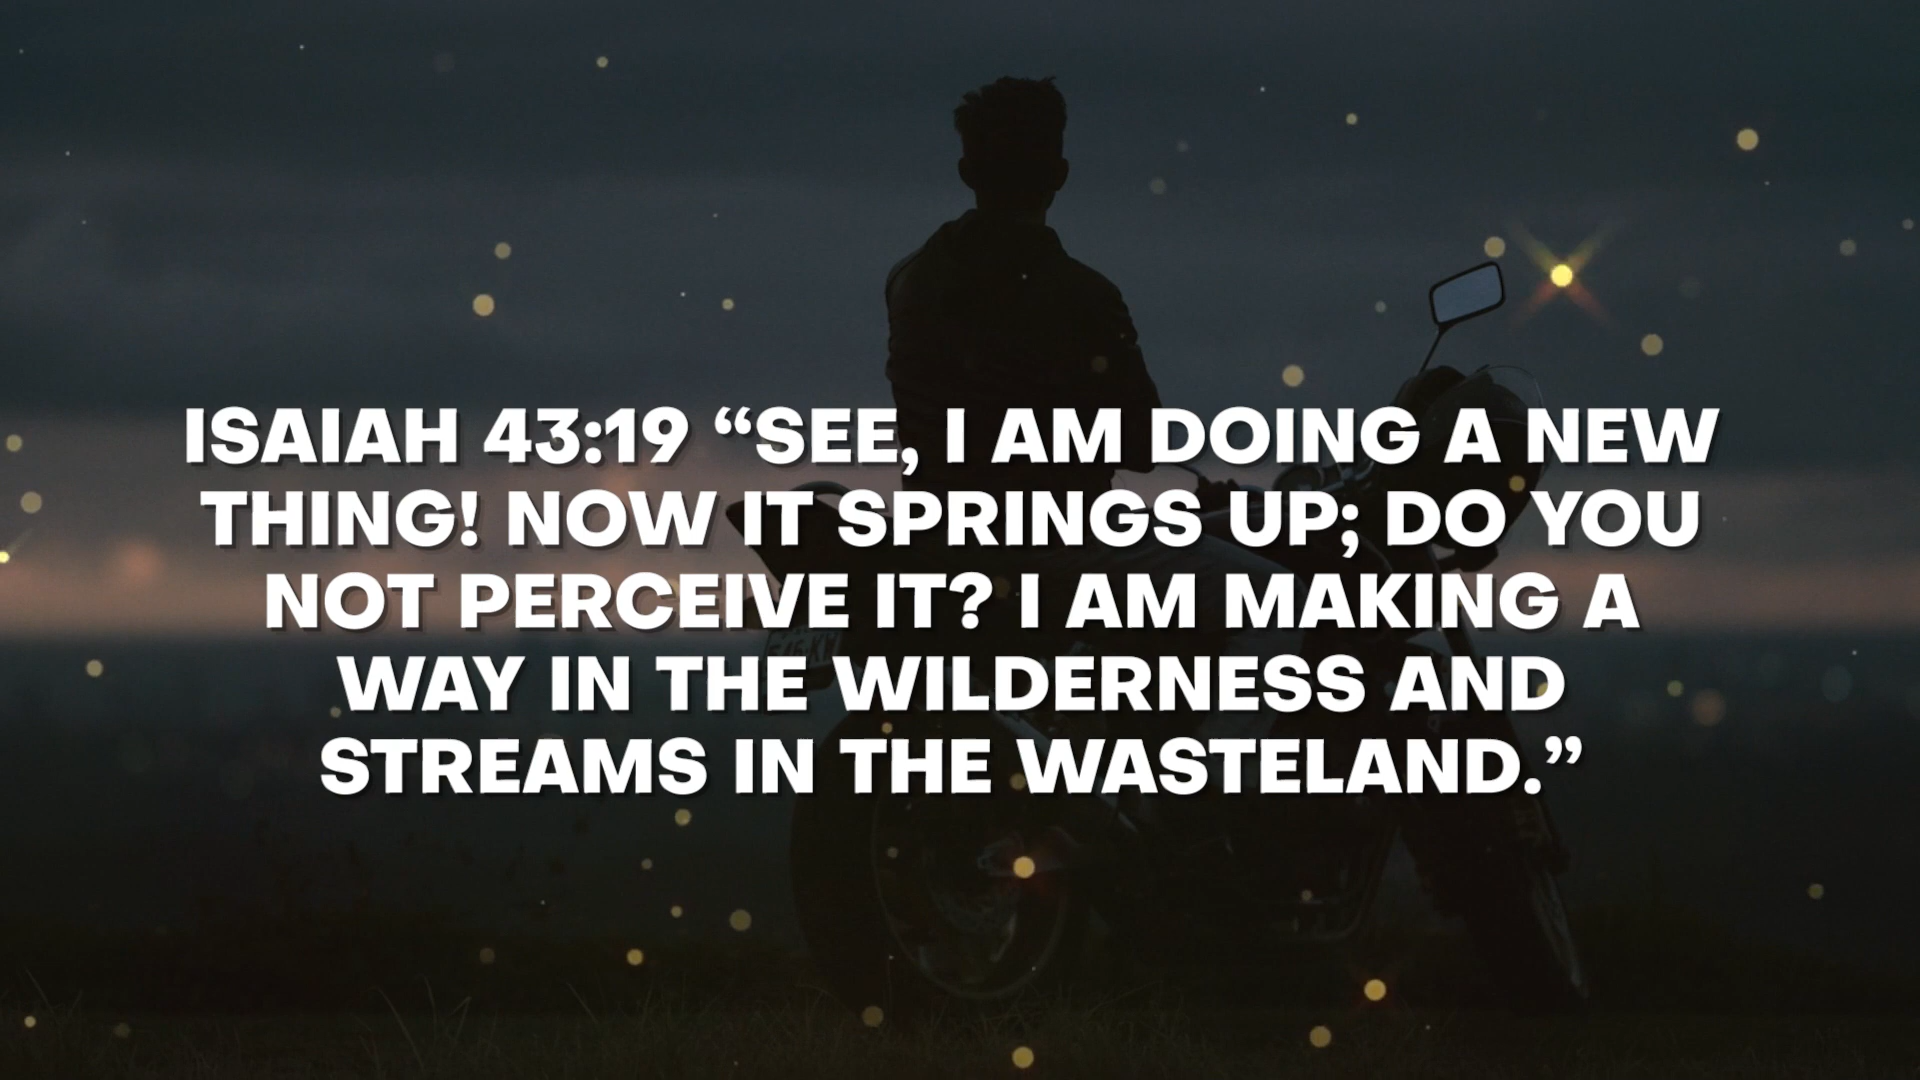 ISAIAH 43:19 “SEE, I AM DOING A NEW
THING! NOW IT SPRINGS UP; DO YOU
NOT PERCEIVE IT? I AM MAKING A
WAY IN THE WILDERNESS AND
STREAMS IN THE WASTELAND.”